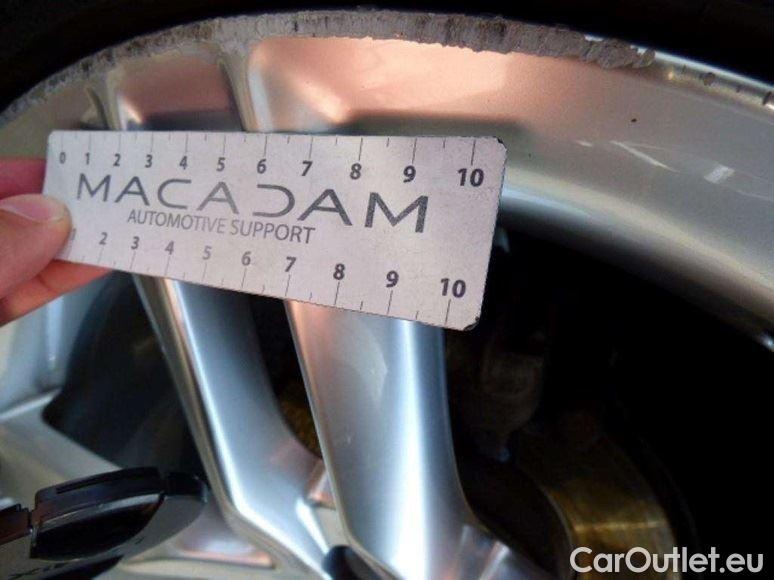 0 1 2 3 4 5 6 7 8 9 10
MACADAM
AUTOMOTIVE SUPPORT
1 2 3 4 5 6 7 8 9 10
CarOutlet.eu